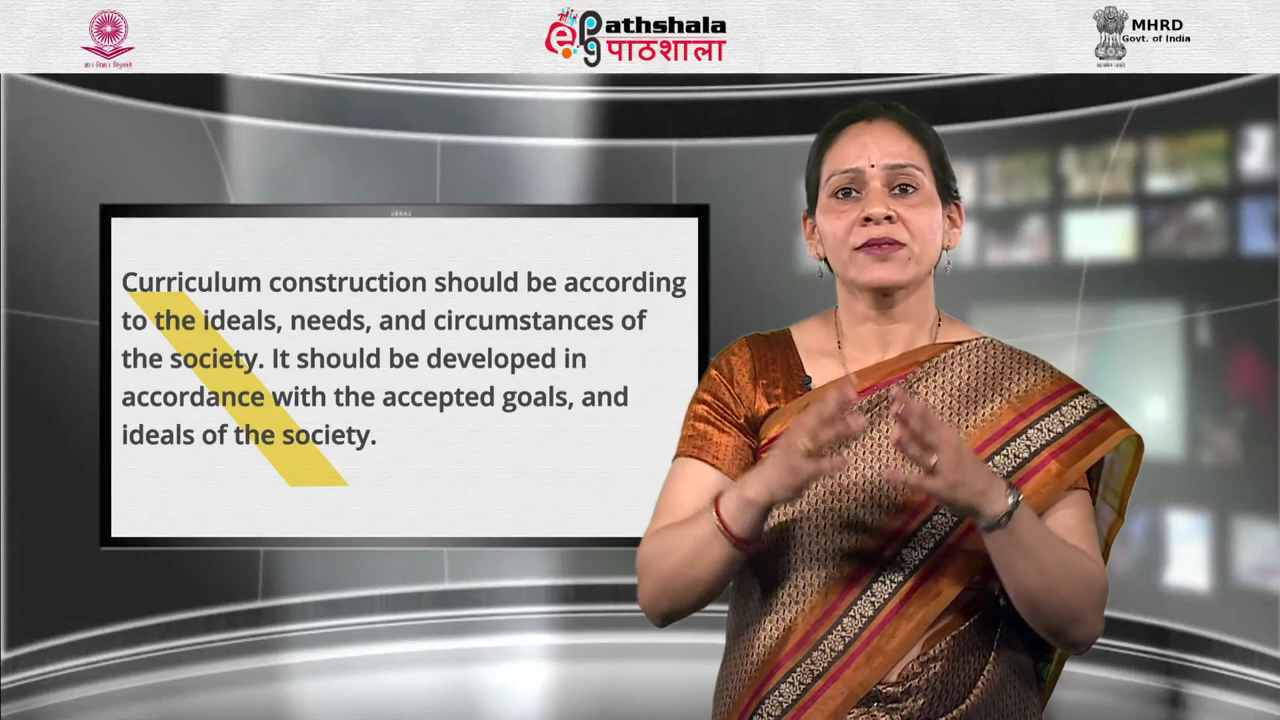 Pathshala
पाठशाला
MHRD
Govt. of India
Curriculum construction should be according
to the ideals, needs, and circumstances of
the society. It should be developed in
accordance with the accepted goals, and
ideals of the society.